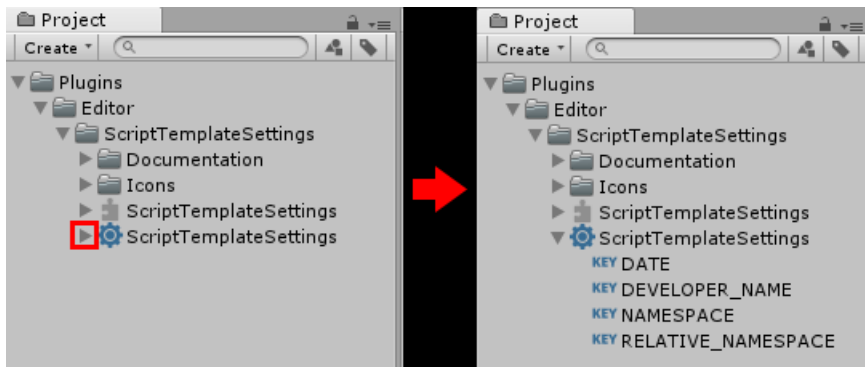 Project
Create
Plugins
Editor
ScriptTemplateSettings
Documentation
Icons
ScriptTemplateSettings
ScriptTemplateSettings
Project
Create
Plugins
Editor
ScriptTemplateSettings
Documentation
Icons
ScriptTemplateSettings
ScriptTemplateSettings
KEY DATE
KEY DEVELOPER_NAME
KEY NAMESPACE
KEY RELATIVE_NAMESPACE